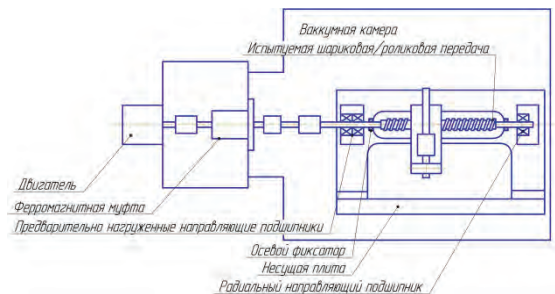 Ваккумная камера
Испытуемая шариковая/роликовая передача
Двигатель
Ферромагнитная муфта
Предварительно нагруженные направляющие подшипники
Осевой фиксатор
Несущая плита
Радиальный направляющий подшипник